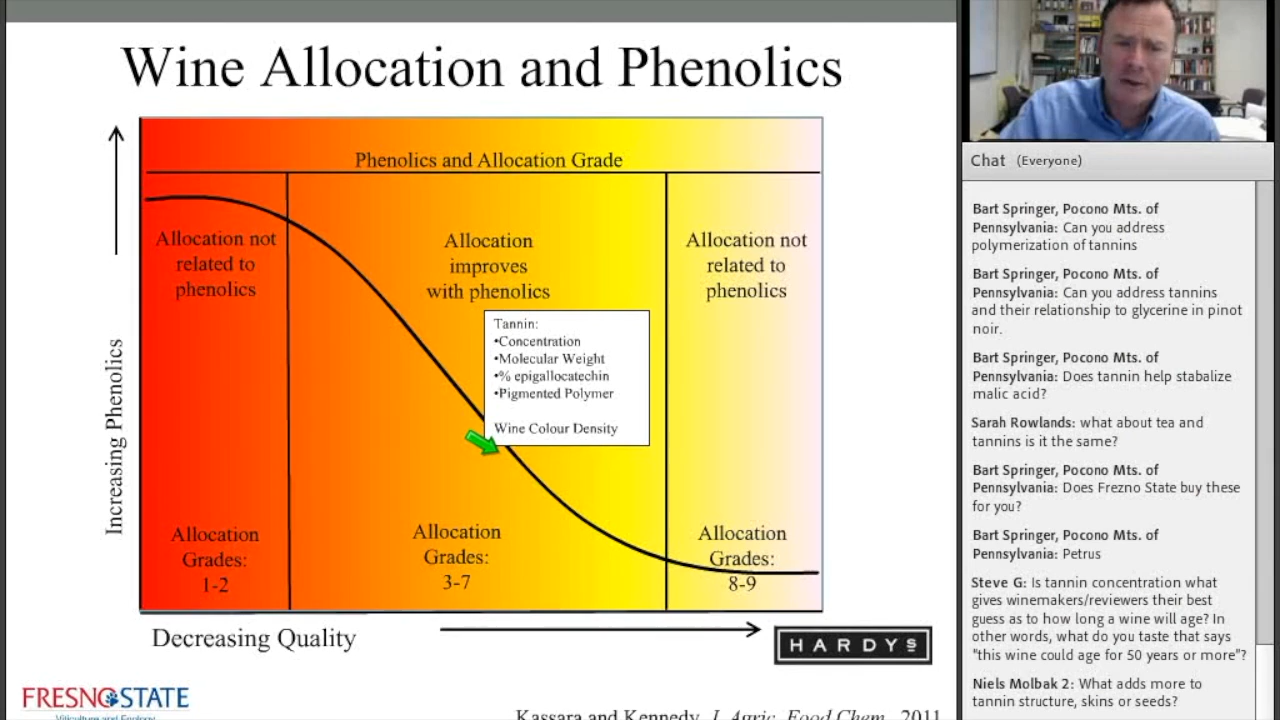 Wine Allocation and Phenolics
Phenolics and Allocation Grade
Increasing Phenolics
Allocation not
related to
phenolics
Allocation
improves
with phenolics
Allocation not
related to
phenolics
Tannin:
•Concentration
•Molecular Weight
•% epigallocatechin
•Pigmented Polymer
Wine Colour Density
Allocation
Grades:
1-2
Allocation
Grades:
3-7
Allocation
Grades:
8-9
Decreasing Quality
HARDYS
FRESNO STATE
Viticulture and Enology
Kassara and Kennedy, J. Agric. Food Chem., 2011
Chat (Everyone)
Bart Springer, Pocono Mts. of
Pennsylvania: Can you address
polymerization of tannins
Bart Springer, Pocono Mts. of
Pennsylvania: Can you address tannins
and their relationship to glycerine in pinot
noir.
Bart Springer, Pocono Mts. of
Pennsylvania: Does tannin help stabalize
malic acid?
Sarah Rowlands: what about tea and
tannins is it the same?
Bart Springer, Pocono Mts. of
Pennsylvania: Does Frezno State buy these
for you?
Bart Springer, Pocono Mts. of
Pennsylvania: Petrus
Steve G: Is tannin concentration what
gives winemakers/reviewers their best
guess as to how long a wine will age? In
other words, what do you taste that says
"this wine could age for 50 years or more"?
Niels Molbak 2: What adds more to
tannin structure, skins or seeds?